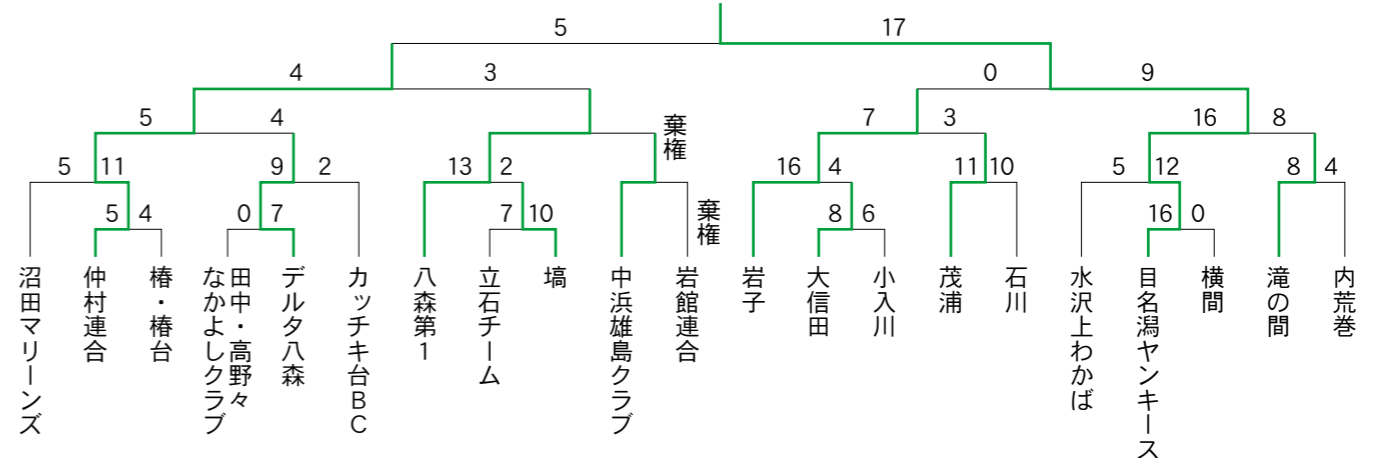 5 17
4 3 0 9
5 4 棄権 7 3 16 8
5 11 9 2 13 2 棄権 16 4 11 10 5 12 8 4
5 4 0 7 7 10 8 6 16 0
沼田マリーンズ
仲村連合
椿・椿台
田中・高野々
なかよしクラブ
デルタ八森
カッチキ台BC
八森第1
立石チーム
塙
中浜雄島クラブ
岩館連合
岩子
大信田
小入川
茂浦
石川
水沢上わかば
目名潟ヤンキース
横間
滝の間
内荒巻